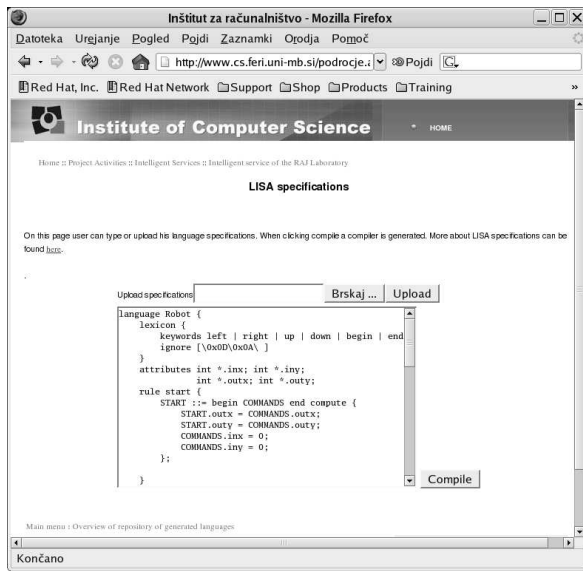 Inštitut za računalništvo - Mozilla Firefox
Datoteka Urejanje Pogled Pojdi Zaznamki Orodja Pomoč
http://www.cs.feri.uni-mb.si/podrocje.a Pojdi G
Red Hat, Inc. Red Hat Network Support Shop Products Training »
Institute of Computer Science HOME
Home :: Project Activities :: Intelligent Services :: Intelligent service of the RAJ Laboratory
LISA specifications
On this page user can type or upload his language specifications. When clicking compile a compiler is generated. More about LISA specifications can be
found here.
.
Upload specifications Brskaj ... Upload
language Robot {
lexicon {
keywords left | right | up | down | begin | end
ignore [\0x0D\0x0A\ ]
}
attributes int *.inx; int *.iny;
int *.outx; int *.outy;
rule start {
START ::= begin COMMANDS end compute {
START.outx = COMMANDS.outx;
START.outy = COMMANDS.outy;
COMMANDS.inx = 0;
COMMANDS.iny = 0;
};
}
Compile
Main menu : Overview of repository of generated languages
Končano